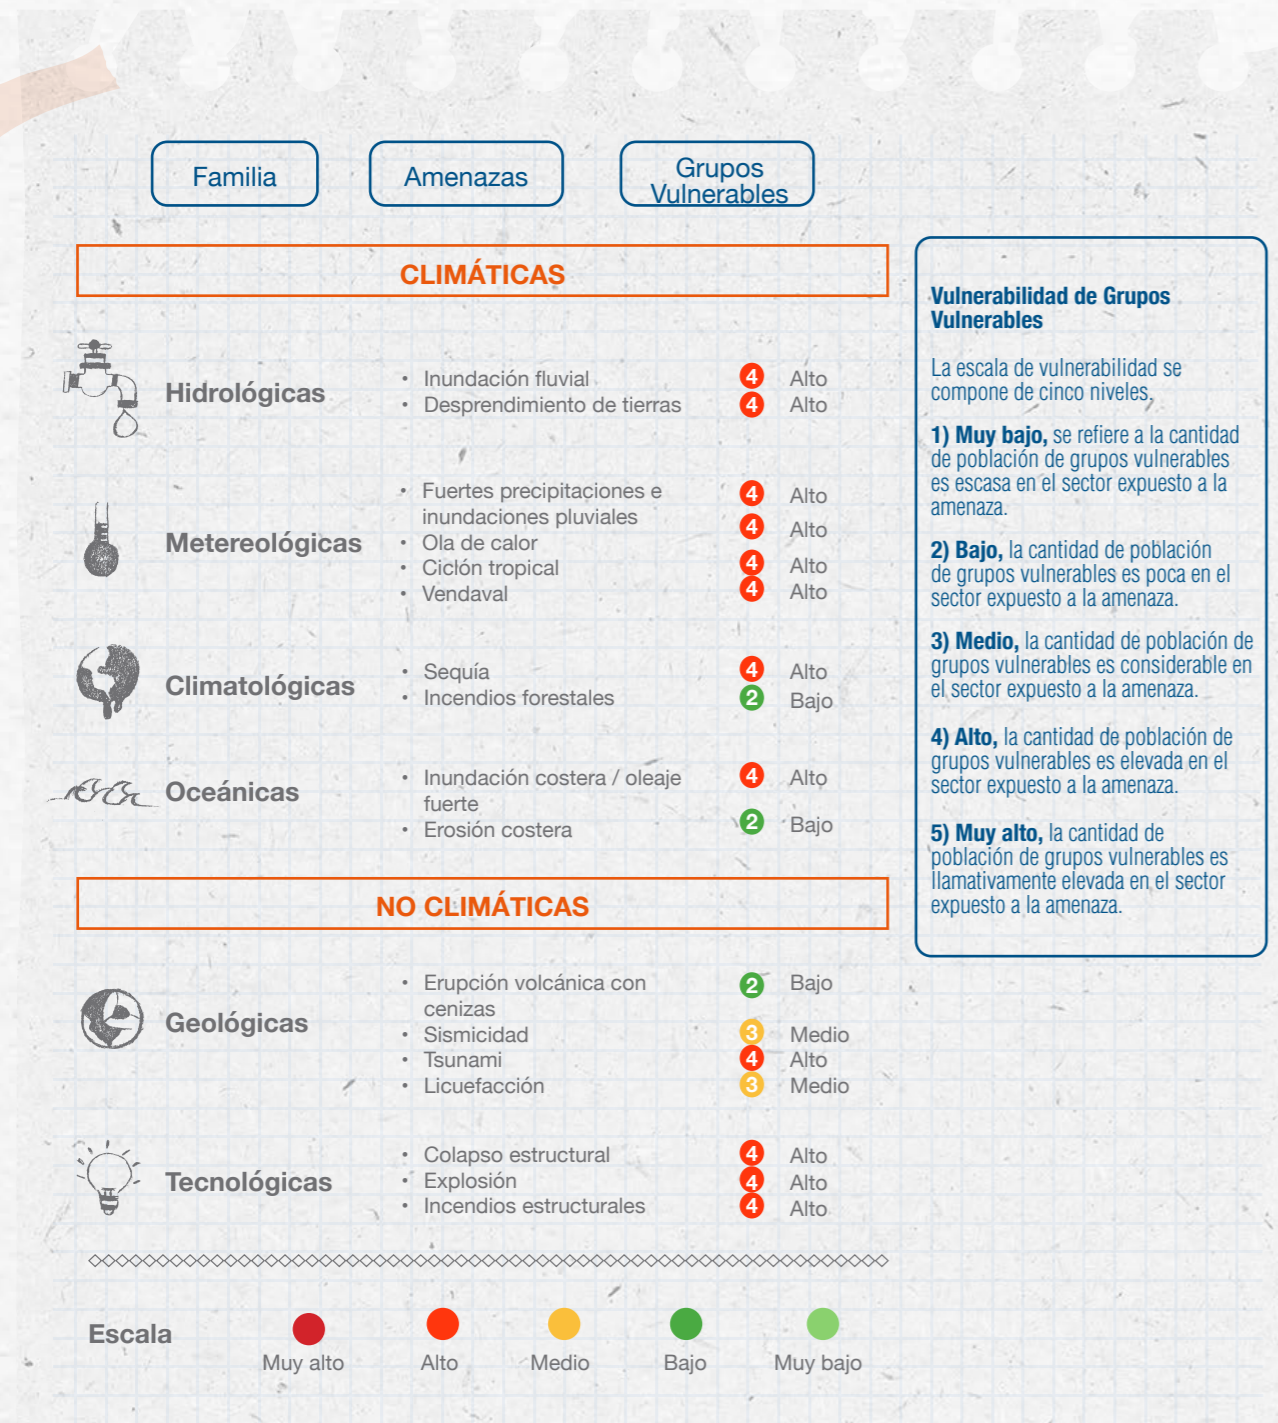 Familia
Amenazas
Grupos
Vulnerables
CLIMÁTICAS
Hidrológicas
• Inundación fluvial 4 Alto
• Desprendimiento de tierras 4 Alto
Metereológicas
• Fuertes precipitaciones e 4 Alto
inundaciones pluviales
• Ola de calor 4 Alto
• Ciclón tropical 4 Alto
• Vendaval 4 Alto
Climatológicas
• Sequía 4 Alto
• Incendios forestales 2 Bajo
Oceánicas
• Inundación costera / oleaje 4 Alto
fuerte
• Erosión costera 2 Bajo
NO CLIMÁTICAS
Geológicas
• Erupción volcánica con 2 Bajo
cenizas
• Sismicidad 3 Medio
• Tsunami 4 Alto
• Licuefacción 3 Medio
Tecnológicas
• Colapso estructural 4 Alto
• Explosión 4 Alto
• Incendios estructurales 4 Alto
Escala
Muy alto
Alto
Medio
Bajo
Muy bajo
Vulnerabilidad de Grupos
Vulnerables
La escala de vulnerabilidad se
compone de cinco niveles.
1) Muy bajo, se refiere a la cantidad
de población de grupos vulnerables
es escasa en el sector expuesto a la
amenaza.
2) Bajo, la cantidad de población
de grupos vulnerables es poca en el
sector expuesto a la amenaza.
3) Medio, la cantidad de población de
grupos vulnerables es considerable en
el sector expuesto a la amenaza.
4) Alto, la cantidad de población de
grupos vulnerables es elevada en el
sector expuesto a la amenaza.
5) Muy alto, la cantidad de
población de grupos vulnerables es
llamativamente elevada en el sector
expuesto a la amenaza.